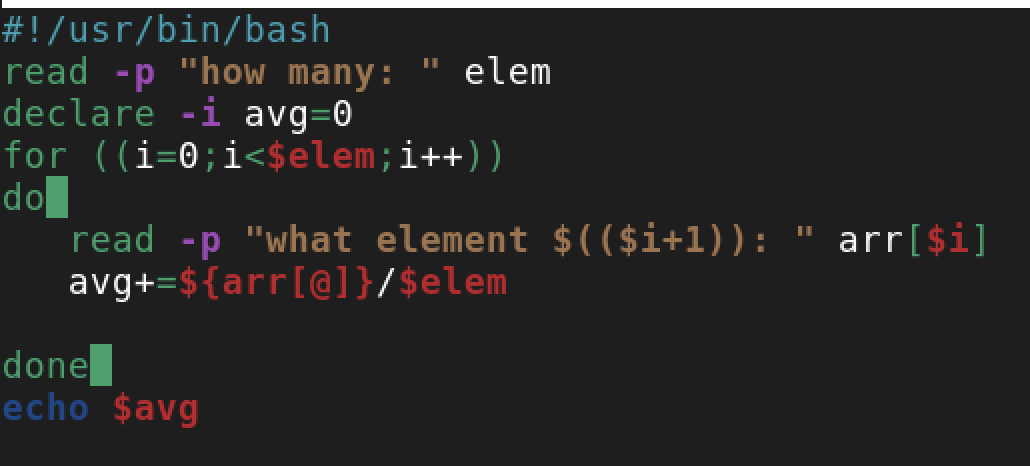 #!/usr/bin/bash
read -p "how many: " elem
declare -i avg=0
for ((i=0;i<$elem;i++))
do
read -p "what element $(($i+1)): " arr[$i]
avg+=${arr[@]}/$elem
done
echo $avg